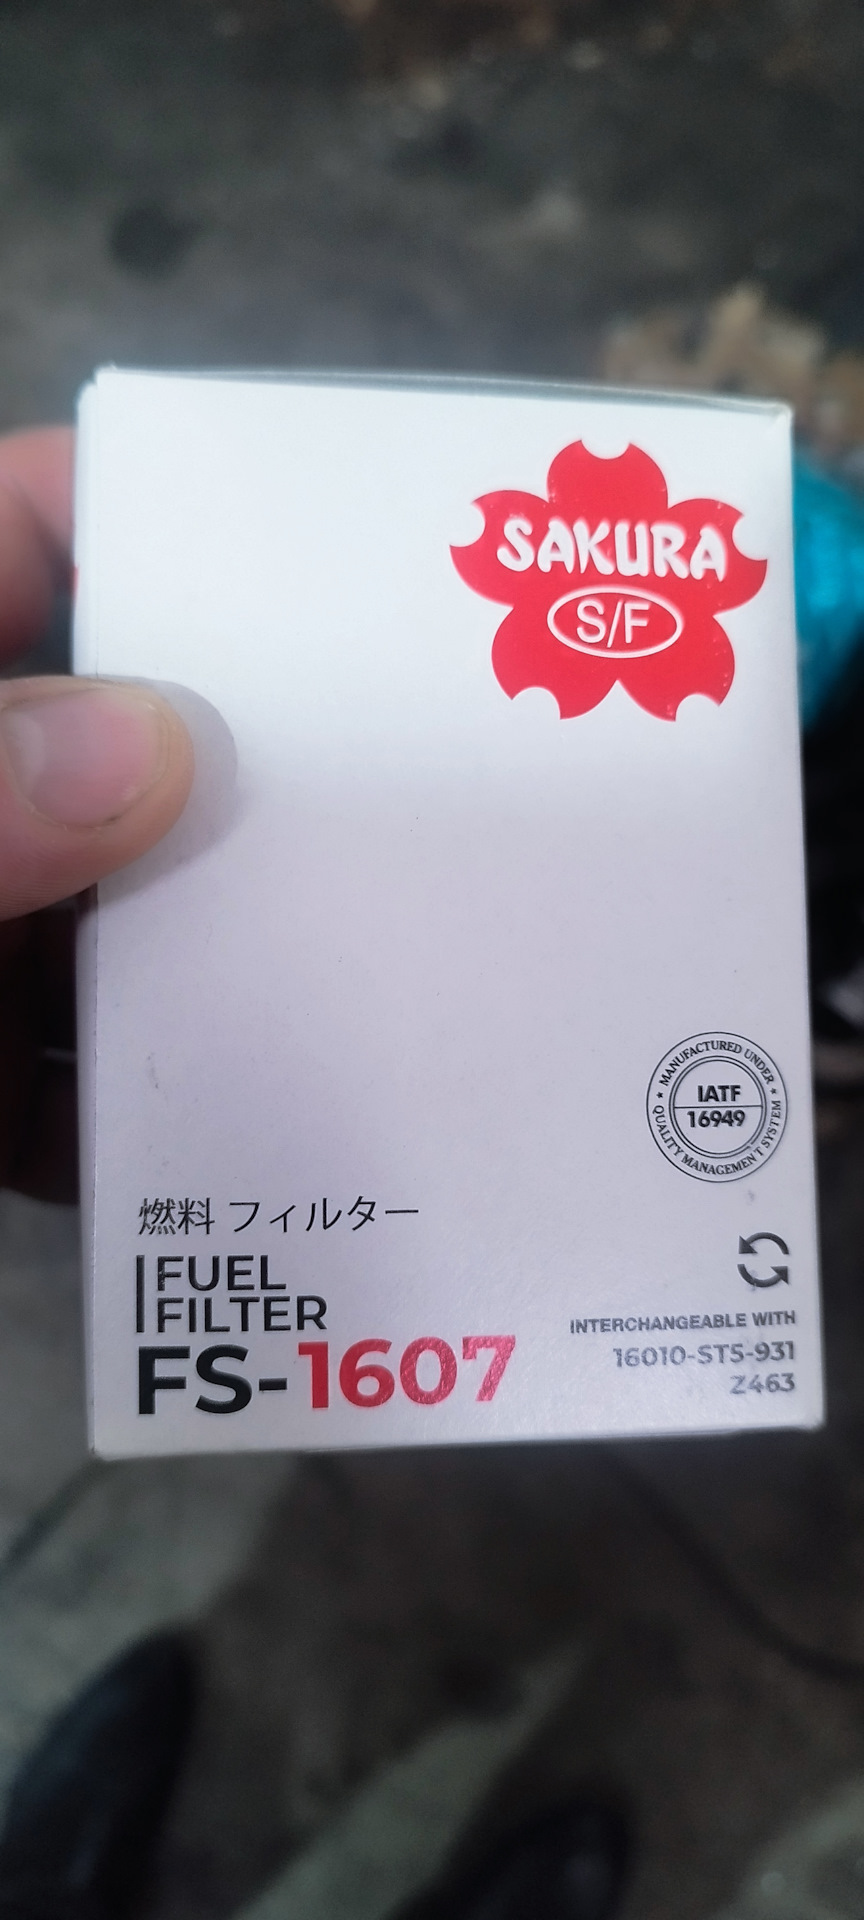 SAKURA
S/F
MANUFACTURED UNDER
IATF
16949
QUALITY MANAGEMENT SYSTEM
燃料 フィルター
FUEL
FILTER
FS-1607
INTERCHANGEABLE WITH
16010-ST5-931
Z463